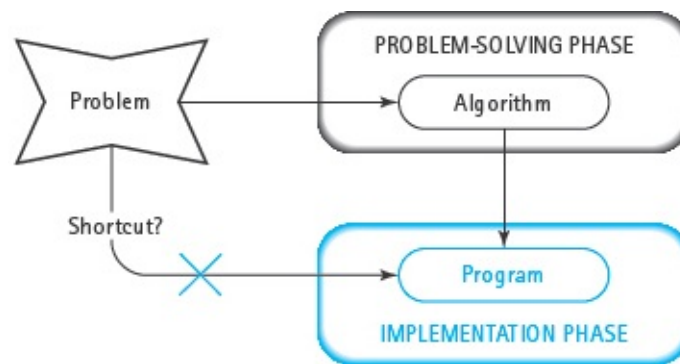 PROBLEM-SOLVING PHASE
Problem
Algorithm
Shortcut?
Program
IMPLEMENTATION PHASE